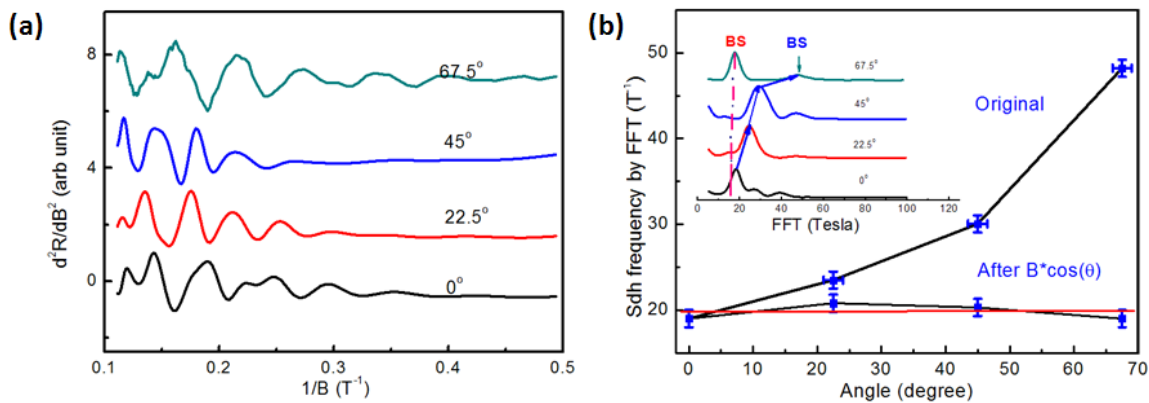 (a)
8
4
0
d²R/dB² (arb unit)
67.5°
45°
22.5°
0°
0.1 0.2 0.3 0.4 0.5
1/B (T⁻¹)
(b)
50
40
30
20
Sdh frequency by FFT (T⁻¹)
BS
BS
67.5°
45°
22.5°
0°
0 20 40 60 80 100 120
FFT (Tesla)
Original
After B*cos(θ)
0 10 20 30 40 50 60 70
Angle (degree)